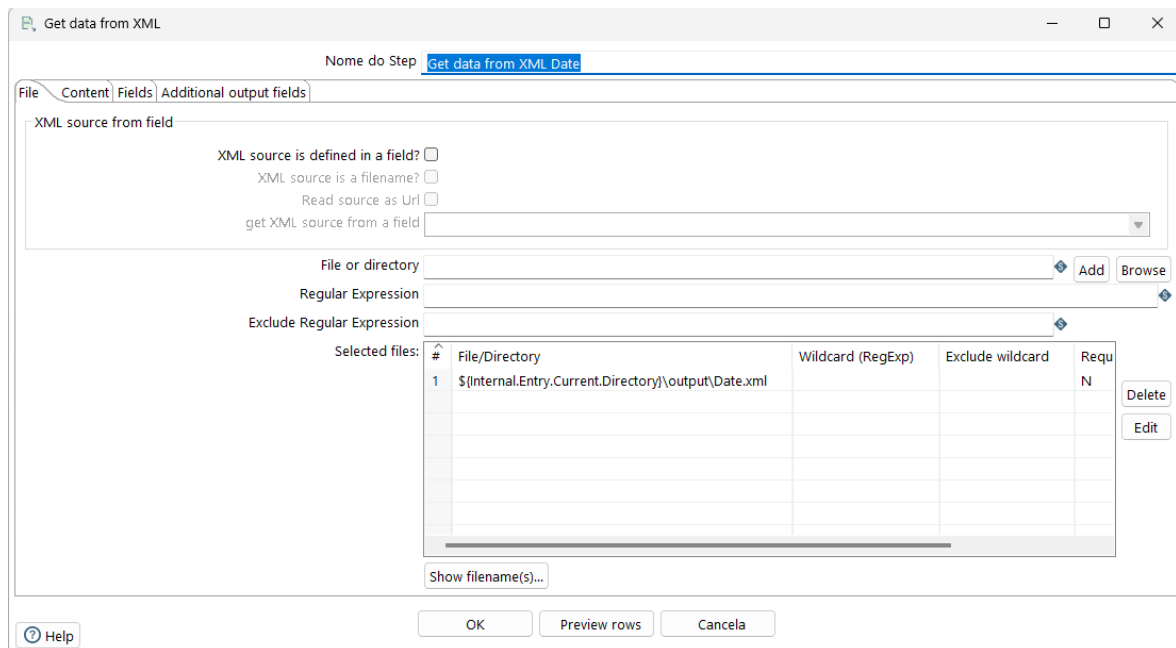 Get data from XML
Nome do Step Get data from XML Date
File Content Fields Additional output fields
XML source from field
XML source is defined in a field?
XML source is a filename?
Read source as Url
get XML source from a field
File or directory Add Browse
Regular Expression
Exclude Regular Expression
Selected files: # File/Directory Wildcard (RegExp) Exclude wildcard Requ
1 ${Internal.Entry.Current.Directory}\output\Date.xml N
Delete
Edit
Show filename(s)...
OK Preview rows Cancela
Help